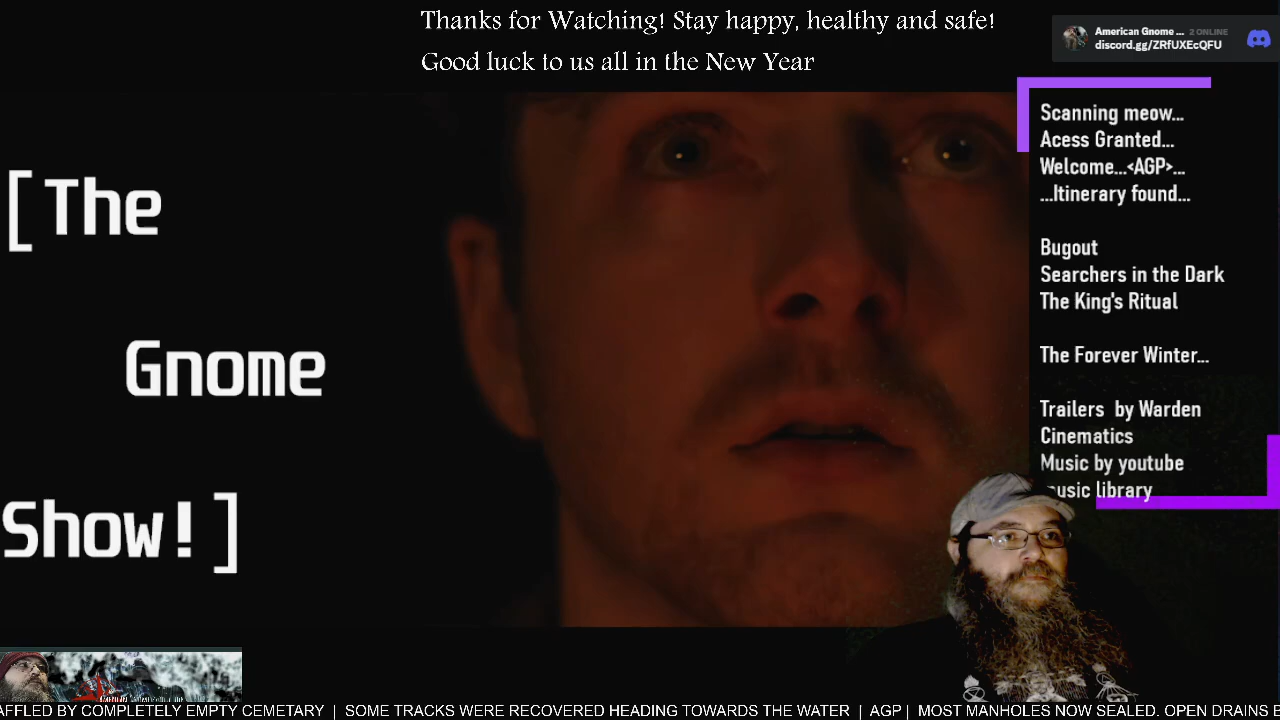 Thanks for Watching! Stay happy, healthy and safe!
Good luck to us all in the New Year
American Gnome ... 2 ONLINE
discord.gg/ZRfUXEcQFU
[The
Gnome
Show!]
Scanning meow...
Acess Granted...
Welcome...<AGP>...
...Itinerary found...
Bugout
Searchers in the Dark
The King's Ritual
The Forever Winter...
Trailers by Warden
Cinematics
Music by youtube
music library
AFFLED BY COMPLETELY EMPTY CEMETARY | SOME TRACKS WERE RECOVERED HEADING TOWARDS THE WATER | AGP | MOST MANHOLES NOW SEALED. OPEN DRAINS